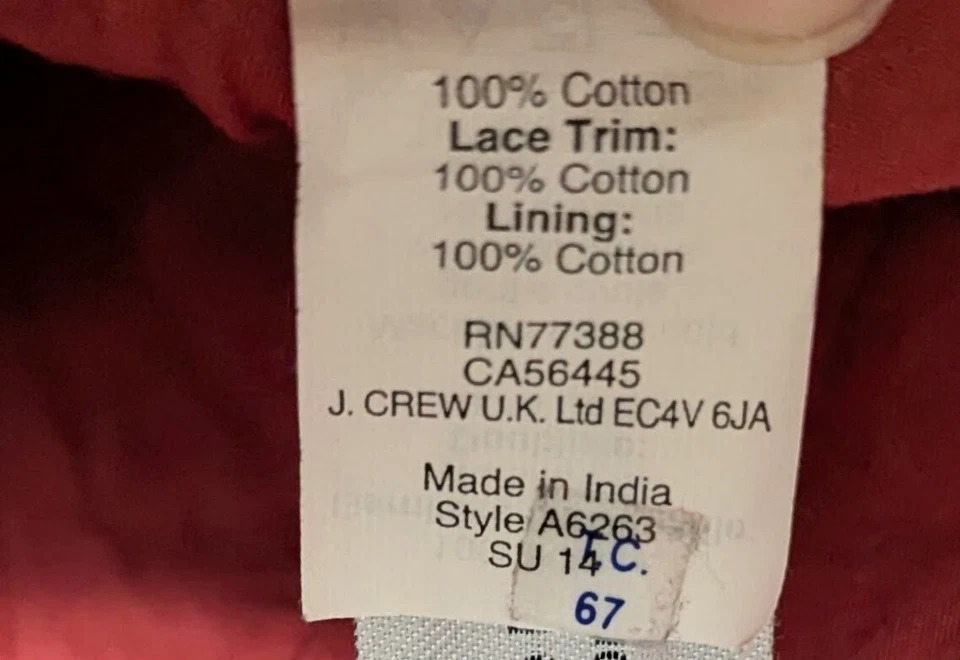 100% Cotton
Lace Trim:
100% Cotton
Lining:
100% Cotton
RN77388
CA56445
J. CREW U.K. Ltd EC4V 6JA
Made in India
Style A6263
SU 14
T.C.
67